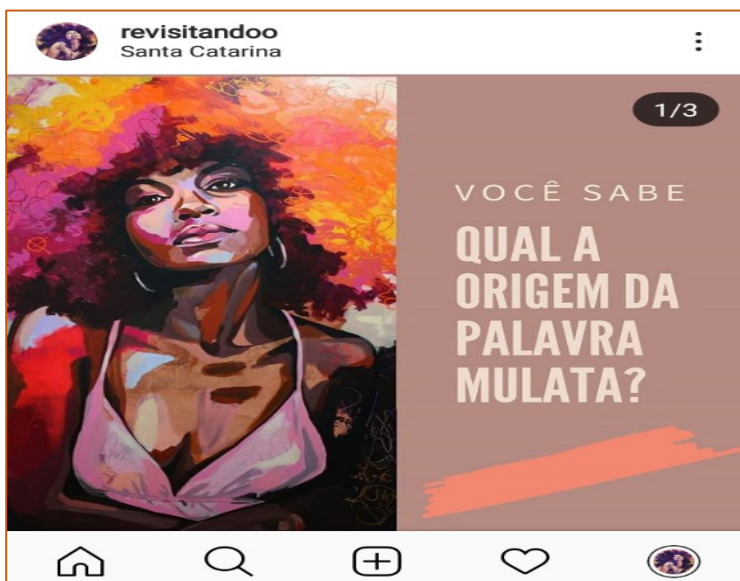 revisitandoo
Santa Catarina
1/3
VOCÊ SABE
QUAL A
ORIGEM DA
PALAVRA
MULATA?